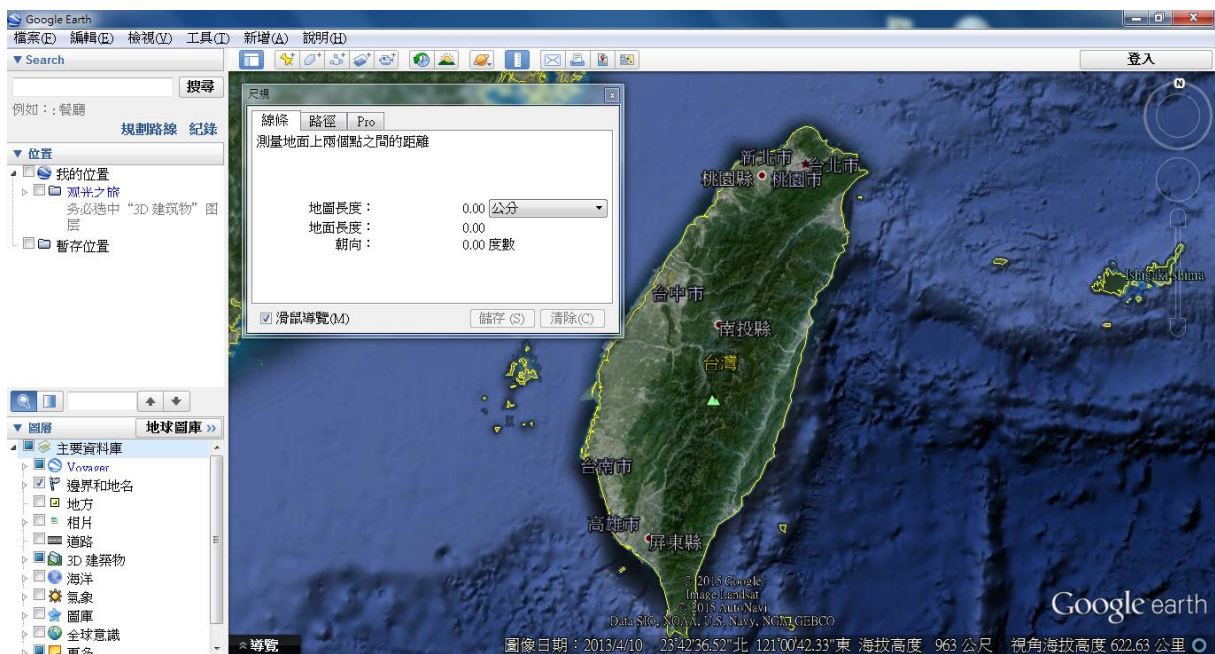 Google Earth
檔案(F) 編輯(E) 檢視(V) 工具(T) 新增(A) 說明(H)
Search
登入
搜尋
例如：: 餐廳
規劃路線 紀錄
位置
我的位置
观光之旅
务必选中“3D 建筑物”图
层
暫存位置
圖層
地球圖庫 »
主要資料庫
Voyager
邊界和地名
地方
相片
道路
3D 建築物
海洋
氣象
圖庫
全球意識
更多
尺規
線條 路徑 Pro
測量地面上兩個點之間的距離
地圖長度： 0.00 公分
地面長度： 0.00
朝向： 0.00 度數
滑鼠導覽(M) 儲存 (S) 清除(C)
N
新北市
台北市
桃園縣
桃園市
台中市
南投縣
台灣
台南市
高雄市
屏東縣
Ishigaki-shima
© 2015 Google
Image Landsat
© 2015 AutoNavi
Data SIO, NOAA, U.S. Navy, NGA, GEBCO
Google earth
導覽
圖像日期：2013/4/10 23°42'36.52"北 121°00'42.33"東 海拔高度 963 公尺 視角海拔高度 622.63 公里